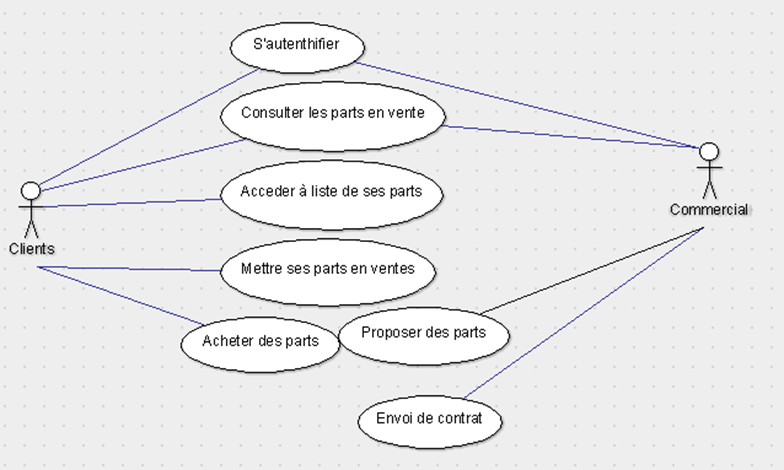 S'autenthifier
Consulter les parts en vente
Acceder à liste de ses parts
Commercial
Clients
Mettre ses parts en ventes
Acheter des parts
Proposer des parts
Envoi de contrat